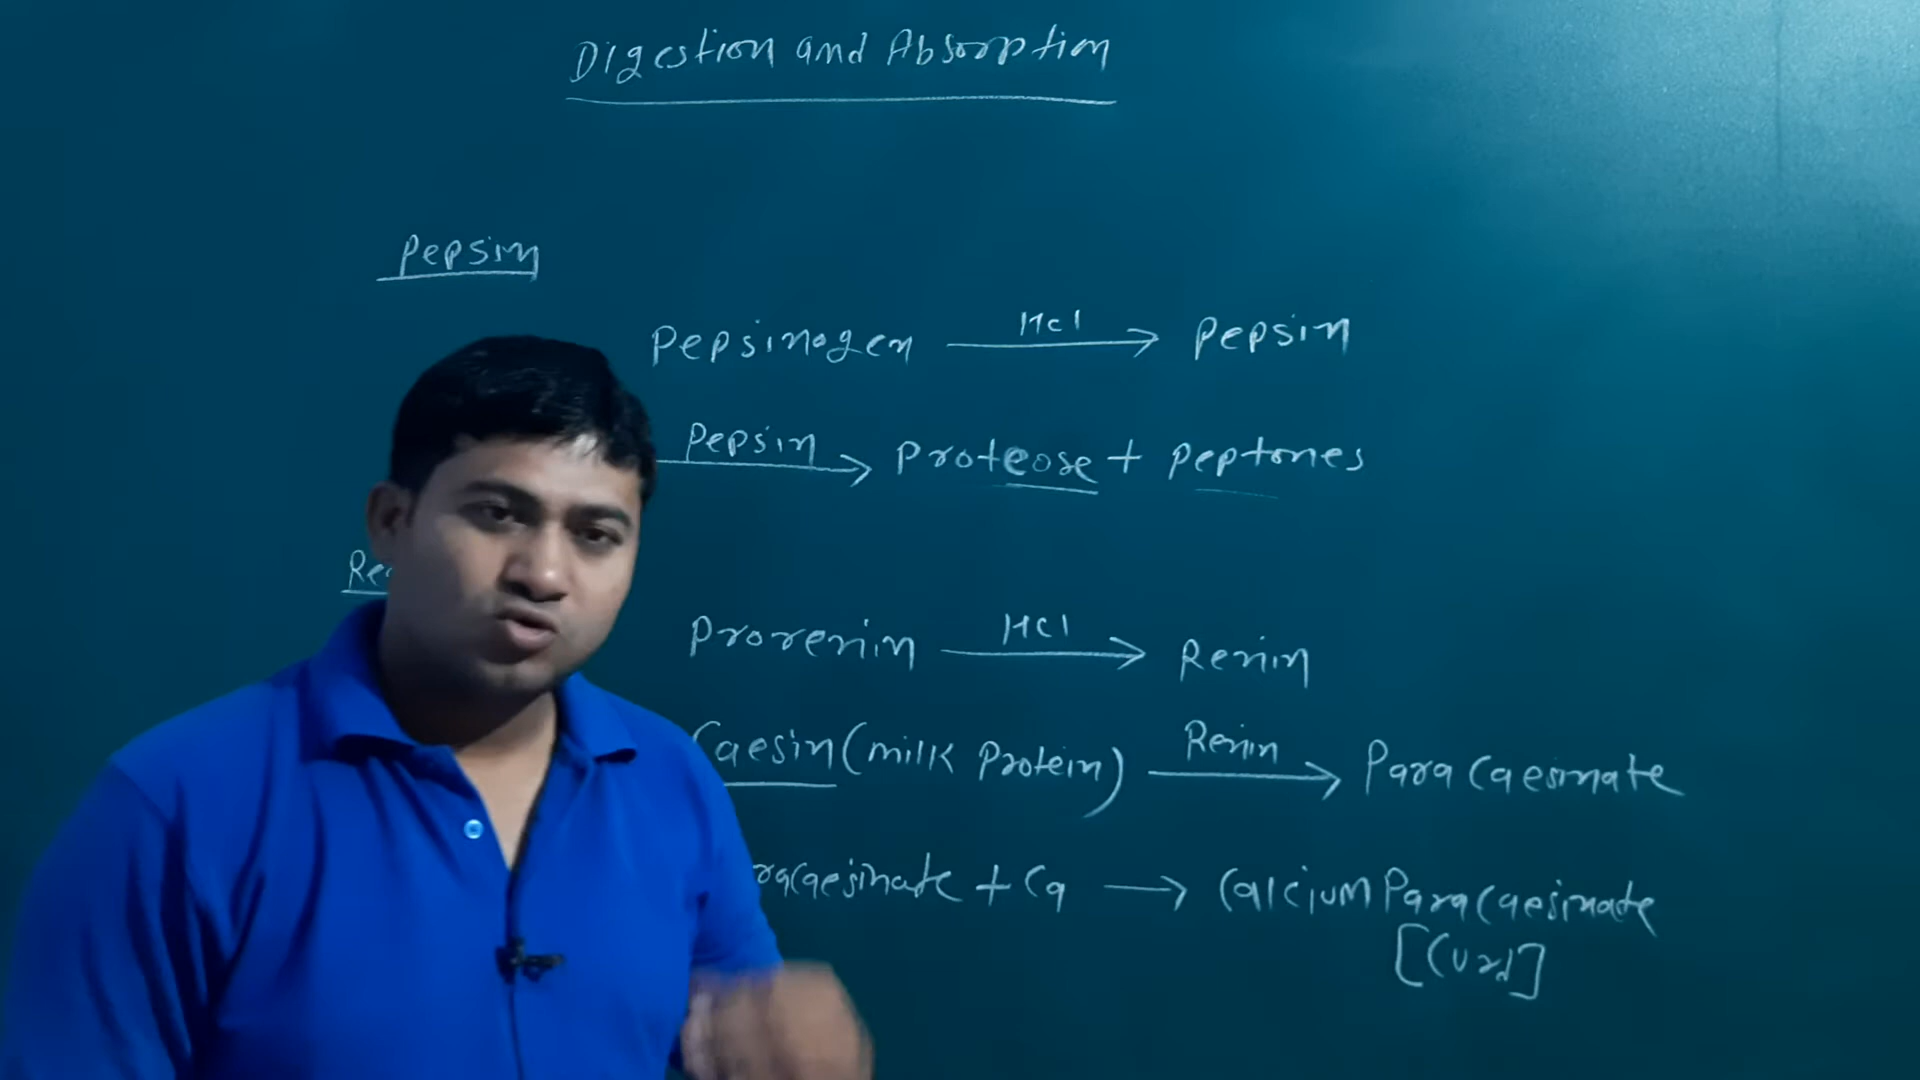 Digestion and Absorption
Pepsin
Pepsinogen HCl → Pepsin
Pepsin → Proteose + Peptones
Prorenin HCl → Renin
Caesin (milk Protein) Renin → Para Caesinate
+ Ca → Calcium Para Caesinate
[Curd]